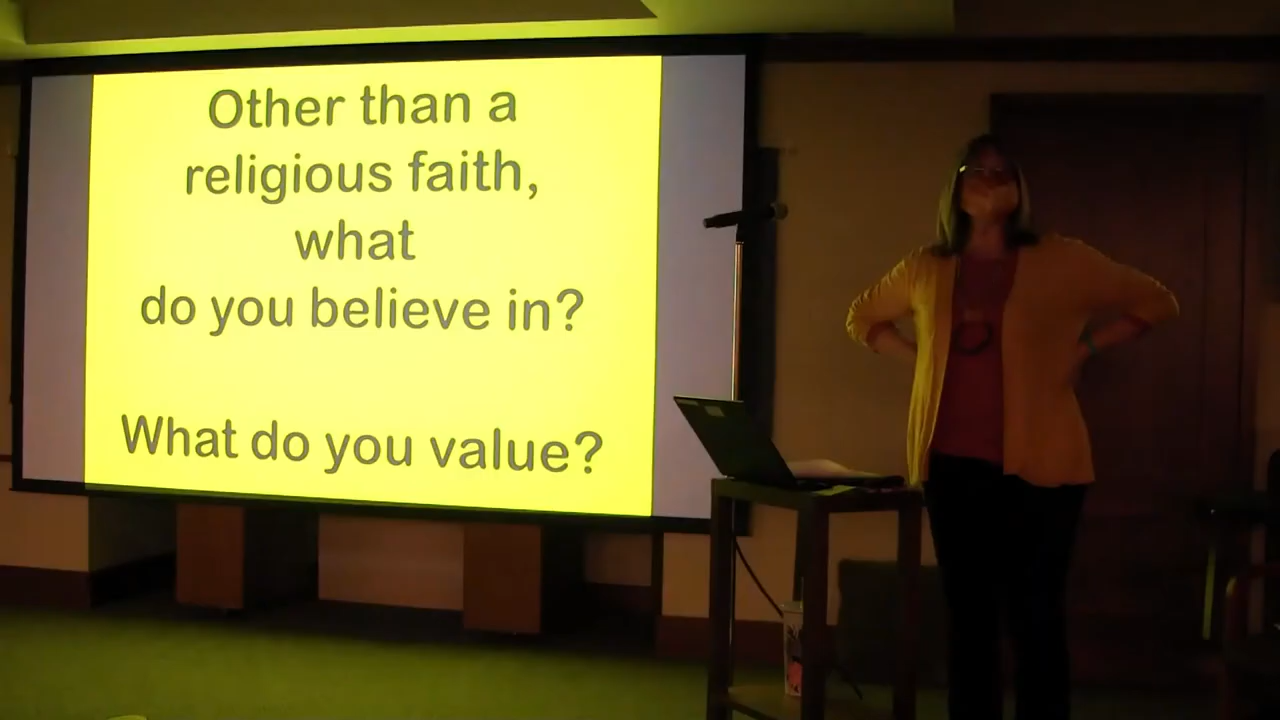 Other than a
religious faith,
what
do you believe in?
What do you value?